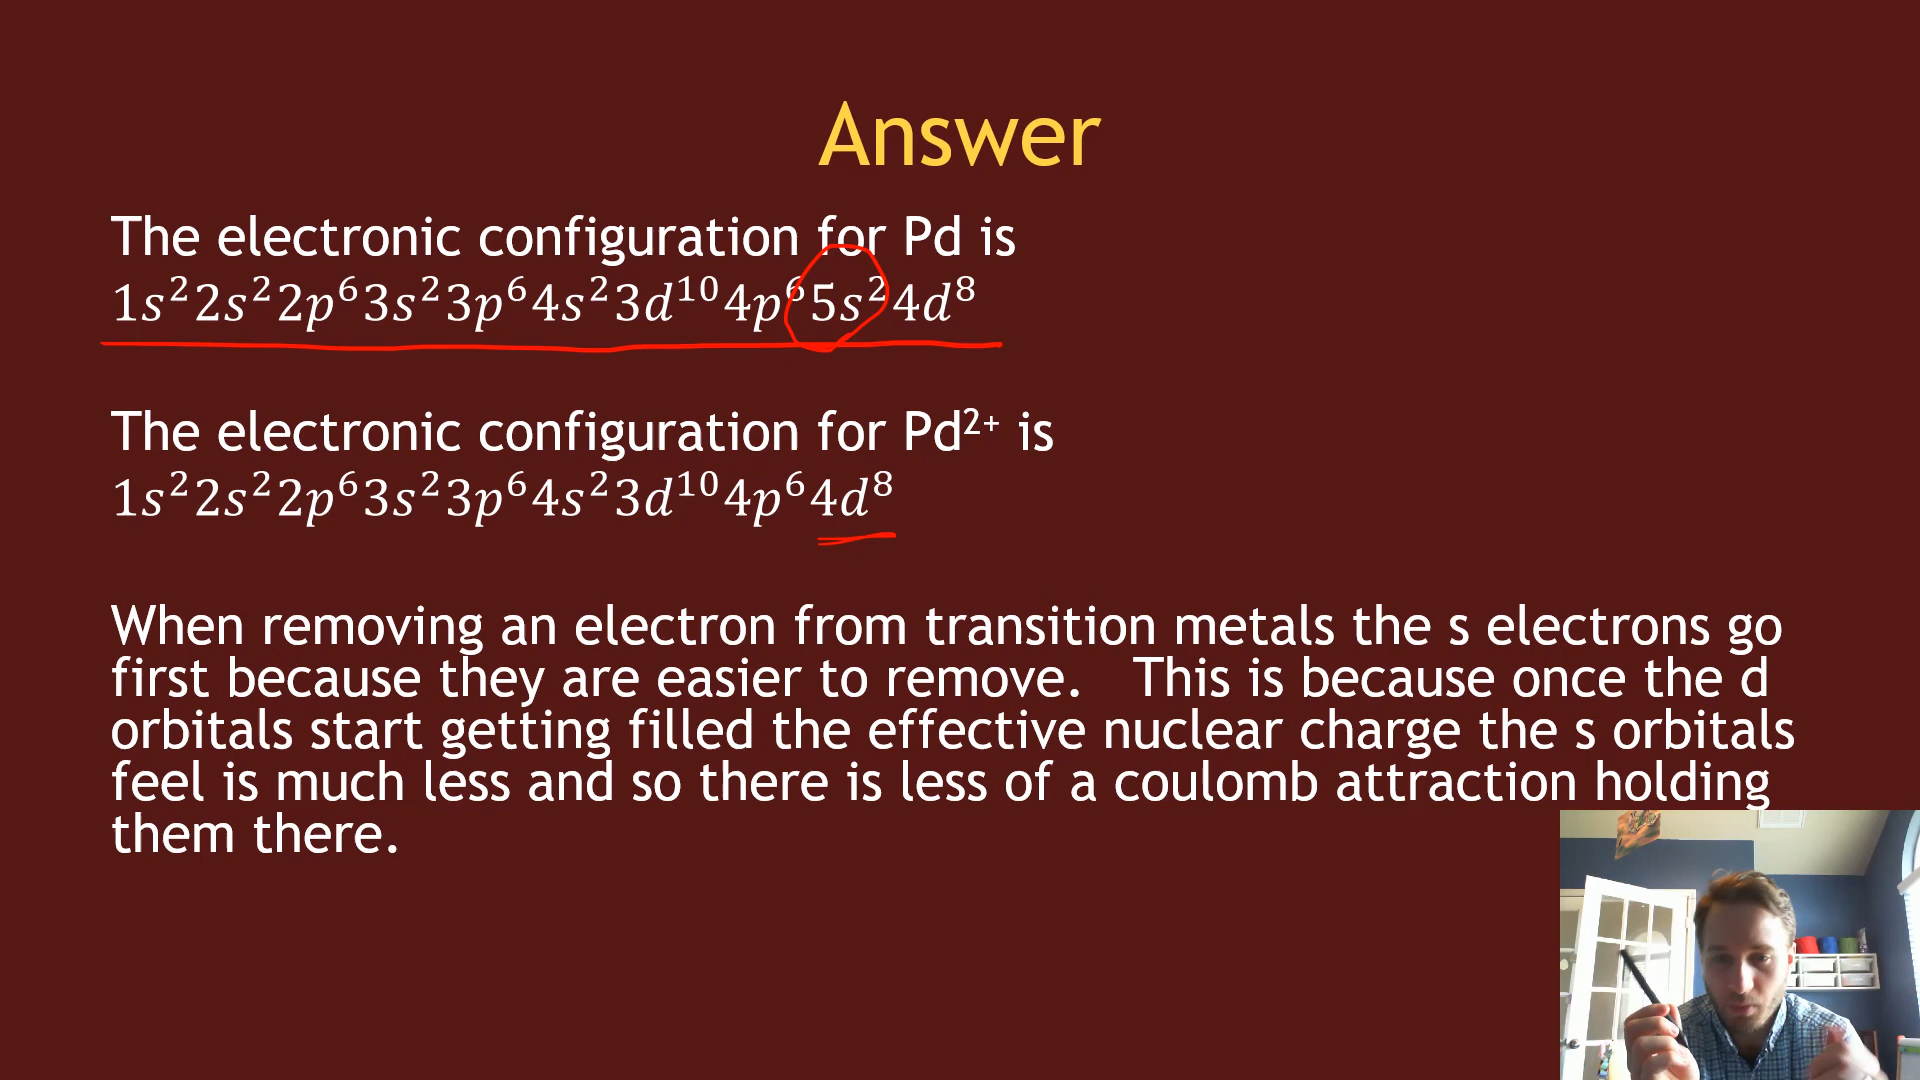 Answer
The electronic configuration for Pd is
1s²2s²2p⁶3s²3p⁶4s²3d¹⁰4p⁶5s²4d⁸
The electronic configuration for Pd²⁺ is
1s²2s²2p⁶3s²3p⁶4s²3d¹⁰4p⁶4d⁸
When removing an electron from transition metals the s electrons go
first because they are easier to remove. This is because once the d
orbitals start getting filled the effective nuclear charge the s orbitals
feel is much less and so there is less of a coulomb attraction holding
them there.